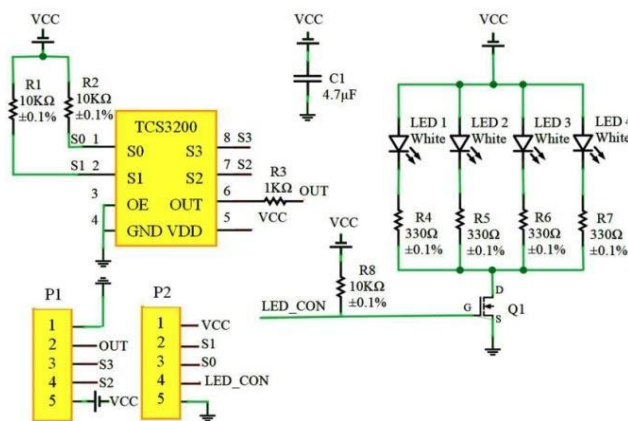 VCC
R1
10KΩ
±0.1%
R2
10KΩ
±0.1%
S0 1
S1 2
3
4
TCS3200
S0
S1
OE
GND
S3
S2
OUT
VDD
8 S3
7 S2
6
5
R3
1KΩ
OUT
VCC
VCC
C1
4.7µF
VCC
LED 1
White
LED 2
White
LED 3
White
LED 4
White
R4
330Ω
±0.1%
R5
330Ω
±0.1%
R6
330Ω
±0.1%
R7
330Ω
±0.1%
VCC
R8
10KΩ
±0.1%
LED_CON
G
D
S
Q1
P1
1
2
3
4
5
OUT
S3
S2
VCC
P2
1
2
3
4
5
VCC
S1
S0
LED_CON